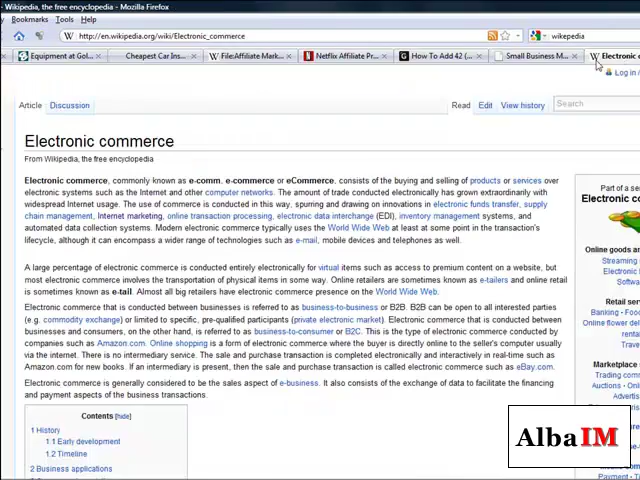 Wikipedia, the free encyclopedia - Mozilla Firefox
Bookmarks Tools Help
http://en.wikipedia.org/wiki/Electronic_commerce
wikepedia
Equipment at Gol...
Cheapest Car Ins...
File:Affiliate Mark...
Netflix Affiliate Pr...
How To Add 42 (...
Small Business M...
Electronic c
Log in /
Article Discussion
Read Edit View history
Search
Electronic commerce
From Wikipedia, the free encyclopedia
Electronic commerce, commonly known as e-comm, e-commerce or eCommerce, consists of the buying and selling of products or services over
electronic systems such as the Internet and other computer networks. The amount of trade conducted electronically has grown extraordinarily with
widespread Internet usage. The use of commerce is conducted in this way, spurring and drawing on innovations in electronic funds transfer, supply
chain management, Internet marketing, online transaction processing, electronic data interchange (EDI), inventory management systems, and
automated data collection systems. Modern electronic commerce typically uses the World Wide Web at least at some point in the transaction's
lifecycle, although it can encompass a wider range of technologies such as e-mail, mobile devices and telephones as well.
A large percentage of electronic commerce is conducted entirely electronically for virtual items such as access to premium content on a website, but
most electronic commerce involves the transportation of physical items in some way. Online retailers are sometimes known as e-tailers and online retail
is sometimes known as e-tail. Almost all big retailers have electronic commerce presence on the World Wide Web.
Electronic commerce that is conducted between businesses is referred to as business-to-business or B2B. B2B can be open to all interested parties
(e.g. commodity exchange) or limited to specific, pre-qualified participants (private electronic market). Electronic commerce that is conducted between
businesses and consumers, on the other hand, is referred to as business-to-consumer or B2C. This is the type of electronic commerce conducted by
companies such as Amazon.com. Online shopping is a form of electronic commerce where the buyer is directly online to the seller's computer usually
via the internet. There is no intermediary service. The sale and purchase transaction is completed electronically and interactively in real-time such as
Amazon.com for new books. If an intermediary is present, then the sale and purchase transaction is called electronic commerce such as eBay.com.
Electronic commerce is generally considered to be the sales aspect of e-business. It also consists of the exchange of data to facilitate the financing
and payment aspects of the business transactions.
Contents [hide]
1 History
1.1 Early development
1.2 Timeline
2 Business applications
Part of a se
Electronic co
Online goods an
Streaming
Electronic
Softwa
Retail serv
Banking · Foo
Online flower del
renta
Trave
Marketplace s
Trading com
Auctions · Onli
Advertis
AlbaIM
Payment · Ti